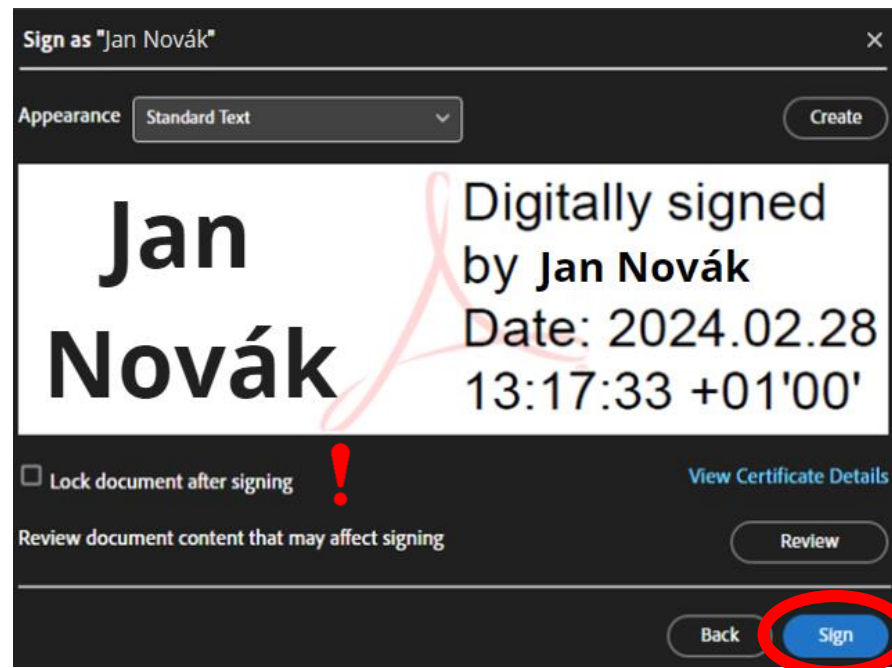 Sign as "Jan Novák"
Appearance Standard Text Create
Jan
Novák
Digitally signed
by Jan Novák
Date: 2024.02.28
13:17:33 +01'00'
Lock document after signing ! View Certificate Details
Review document content that may affect signing Review
Back Sign